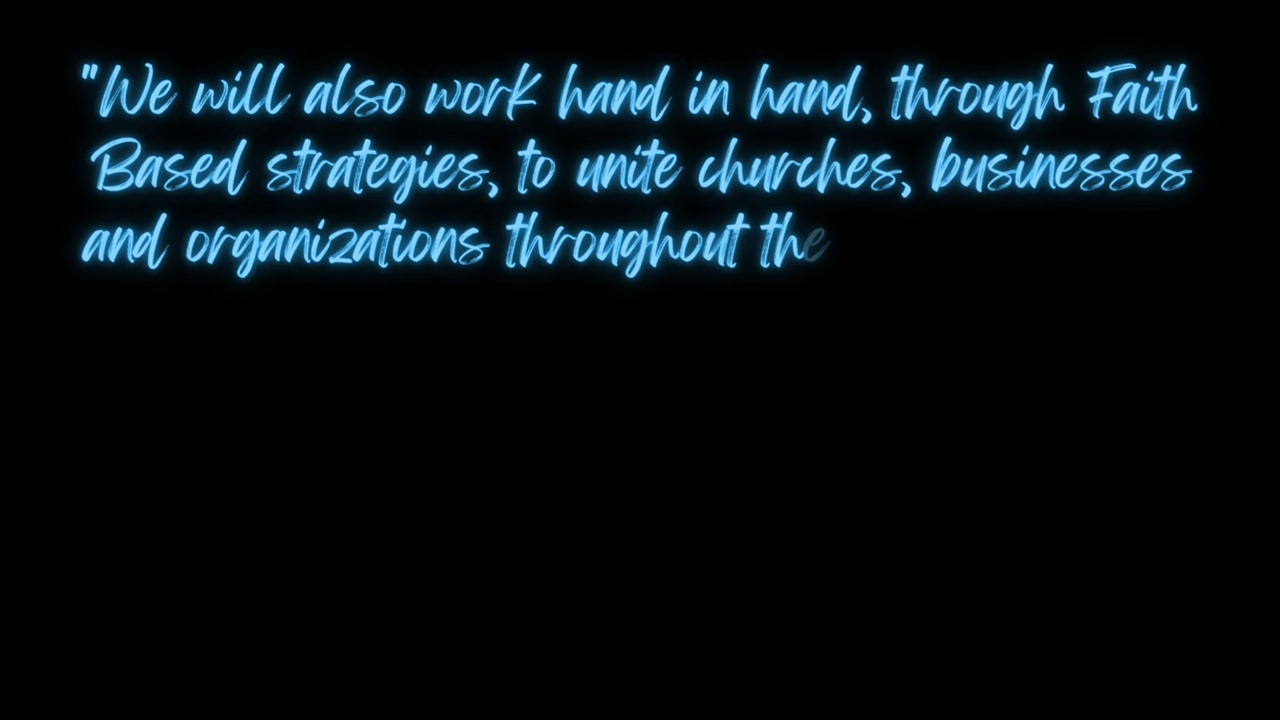 "We will also work hand in hand, through Faith
Based strategies, to unite churches, businesses
and organizations throughout the